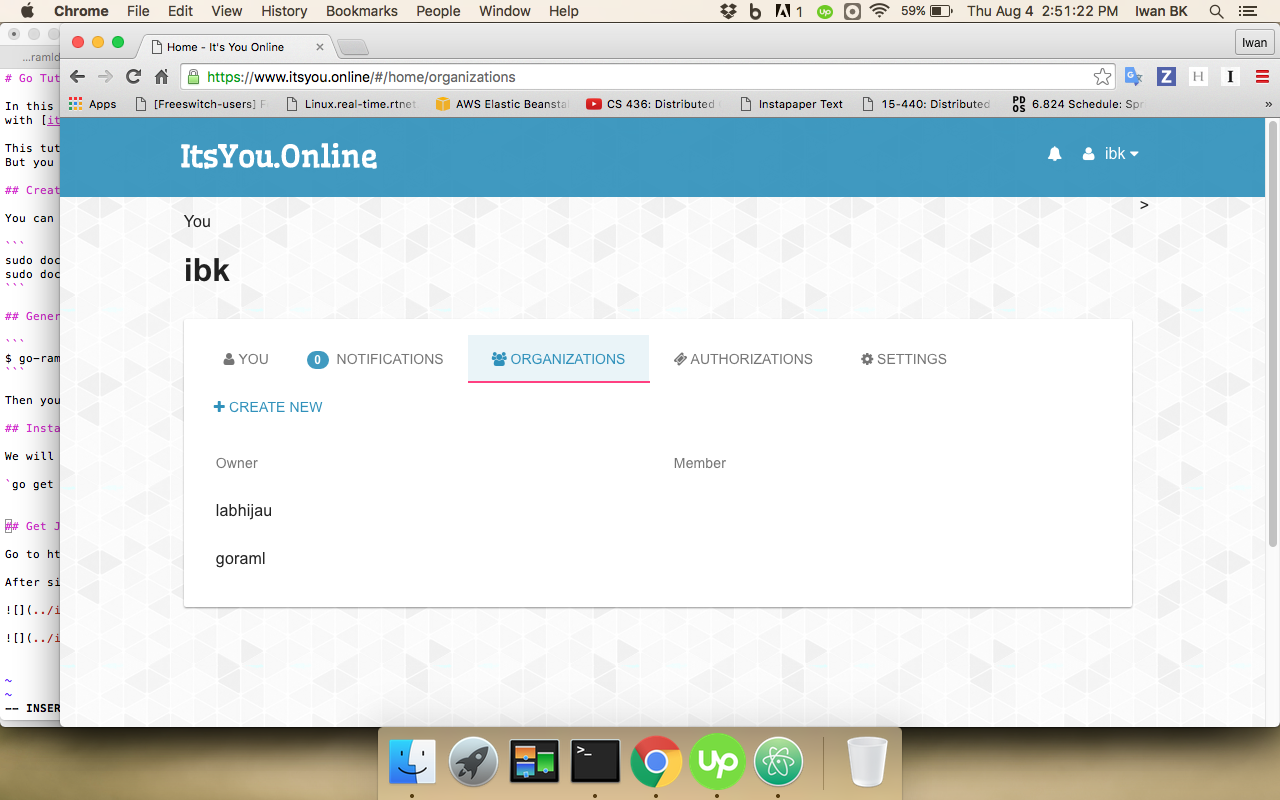 Chrome File Edit View History Bookmarks People Window Help 1 59% Thu Aug 4 2:51:22 PM Iwan BK
...ramld
Home - It's You Online
Iwan
https://www.itsyou.online/#/home/organizations
Apps [Freeswitch-users] F Linux.real-time.rtnet AWS Elastic Beansta CS 436: Distributed Instapaper Text 15-440: Distributed PDOS 6.824 Schedule: Spr »
# Go Tut
In this
with [it
This tut
But you
## Creat
You can
```
sudo doc
sudo doc
```
## Gener
```
$ go-ram
```
Then you
## Insta
We will
`go get
## Get J
Go to ht
After si
![](../i
![](../i
~
~
-- INSER
ItsYou.Online
ibk
>
You
ibk
YOU 0 NOTIFICATIONS ORGANIZATIONS AUTHORIZATIONS SETTINGS
+ CREATE NEW
Owner Member
labhijau
goraml
>_
up